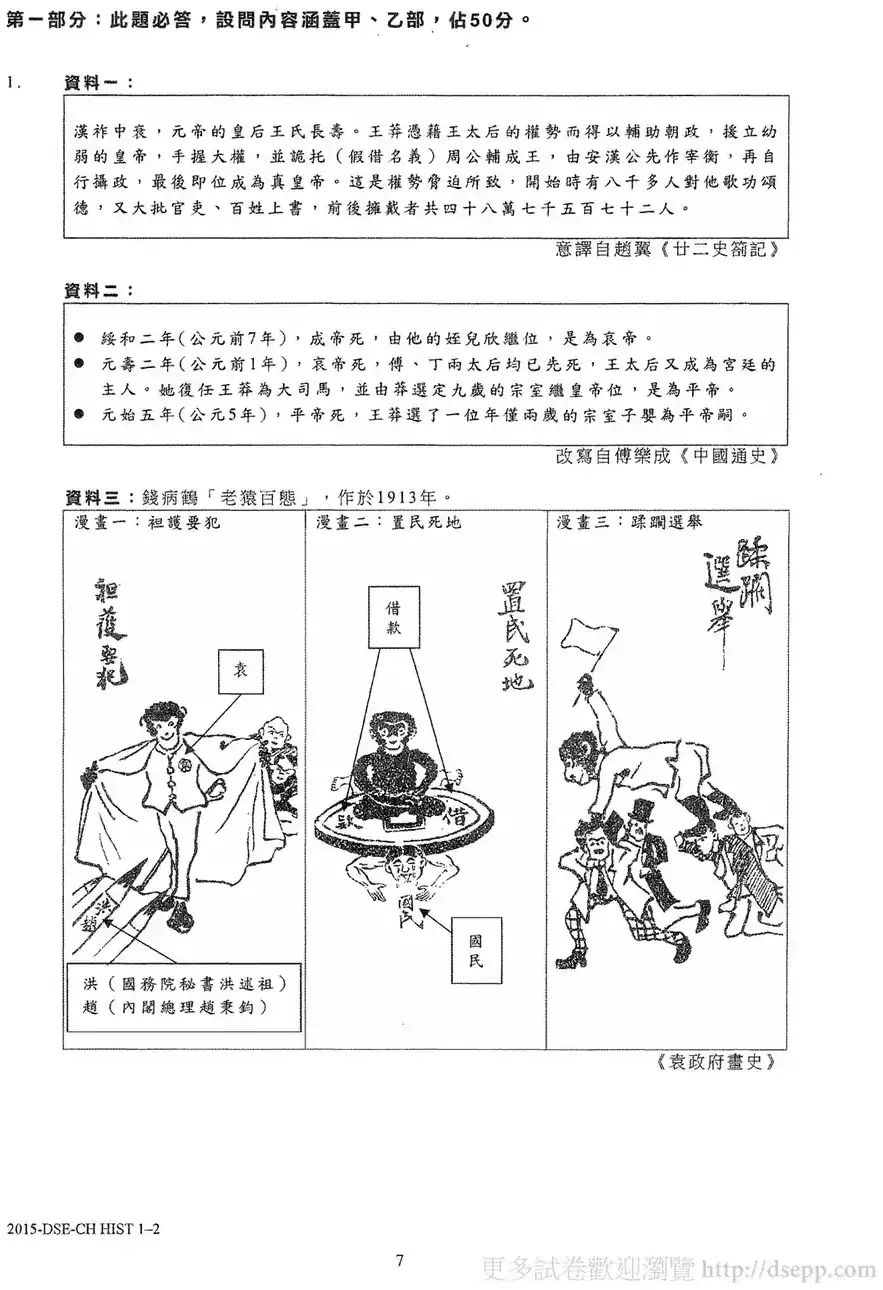 第一部分：此題必答，設問內容涵蓋甲、乙部，佔50分。
1. 資料一：
漢祚中衰，元帝的皇后王氏長壽。王莽憑藉王太后的權勢而得以輔助朝政，援立幼
弱的皇帝，手握大權，並詭托（假借名義）周公輔成王，由安漢公先作宰衡，再自
行攝政，最後即位成為真皇帝。這是權勢脅迫所致，開始時有八千多人對他歌功頌
德，又大批官吏、百姓上書，前後擁戴者共四十八萬七千五百七十二人。
意譯自趙翼《廿二史箚記》
資料二：
● 綏和二年(公元前7年)，成帝死，由他的姪兒欣繼位，是為哀帝。
● 元壽二年(公元前1年)，哀帝死，傅、丁兩太后均已先死，王太后又成為宮廷的
主人。她復任王莽為大司馬，並由莽選定九歲的宗室繼皇帝位，是為平帝。
● 元始五年(公元5年)，平帝死，王莽選了一位年僅兩歲的宗室子嬰為平帝嗣。
改寫自傅樂成《中國通史》
資料三：錢病鶴「老猿百態」，作於1913年。
漫畫一：袒護要犯
袒護要犯
袁
洪
趙
洪（國務院秘書洪述祖）
趙（內閣總理趙秉鈞）
漫畫二：置民死地
置民死地
借款
款
借
國民
國民
漫畫三：蹂躪選舉
蹂躪
選舉
《袁政府畫史》
2015-DSE-CH HIST 1–2
7
更多試卷歡迎瀏覽 http://dsepp.com/